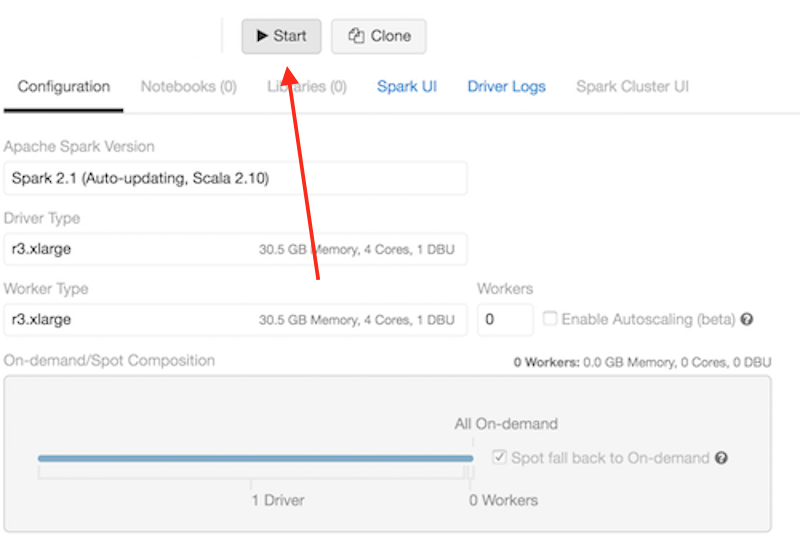 Start Clone
Configuration Notebooks (0) Libraries (0) Spark UI Driver Logs Spark Cluster UI
Apache Spark Version
Spark 2.1 (Auto-updating, Scala 2.10)
Driver Type
r3.xlarge 30.5 GB Memory, 4 Cores, 1 DBU
Worker Type Workers
r3.xlarge 30.5 GB Memory, 4 Cores, 1 DBU 0 Enable Autoscaling (beta) ?
On-demand/Spot Composition 0 Workers: 0.0 GB Memory, 0 Cores, 0 DBU
All On-demand
Spot fall back to On-demand ?
1 Driver 0 Workers